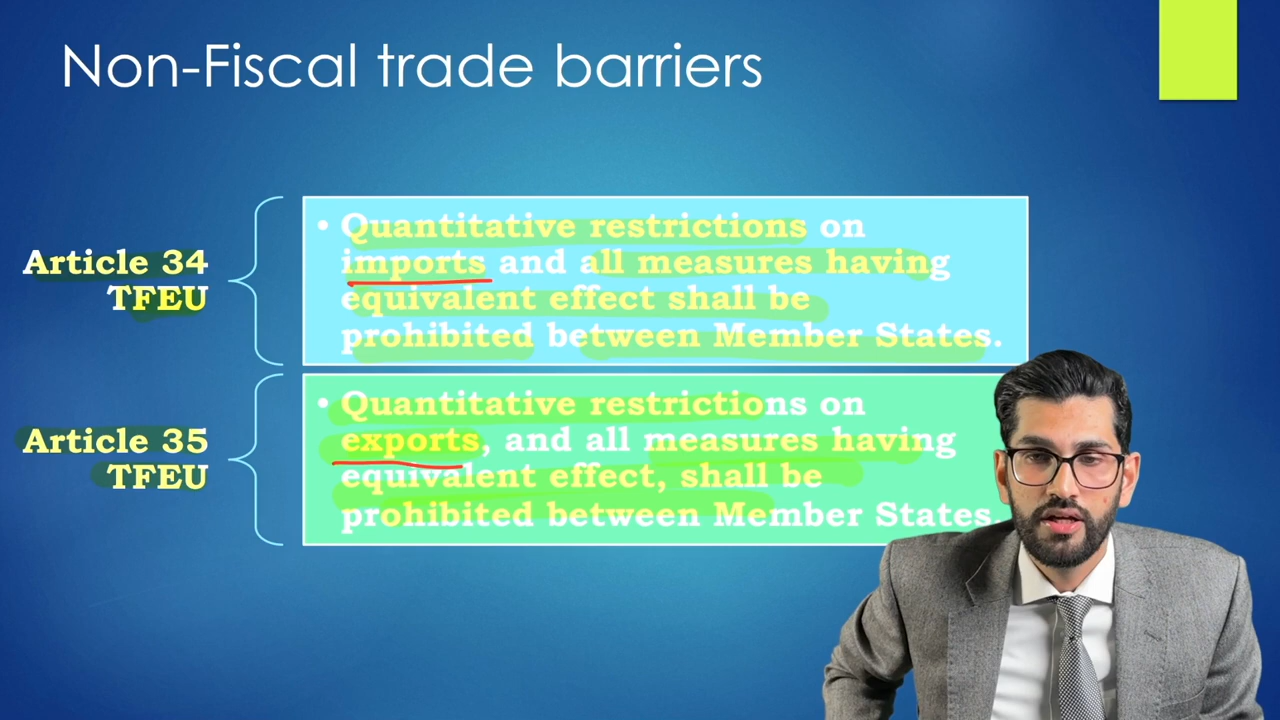 Non-Fiscal trade barriers
Article 34
TFEU
• Quantitative restrictions on
imports and all measures having
equivalent effect shall be
prohibited between Member States.
Article 35
TFEU
• Quantitative restrictions on
exports, and all measures having
equivalent effect, shall be
prohibited between Member States.